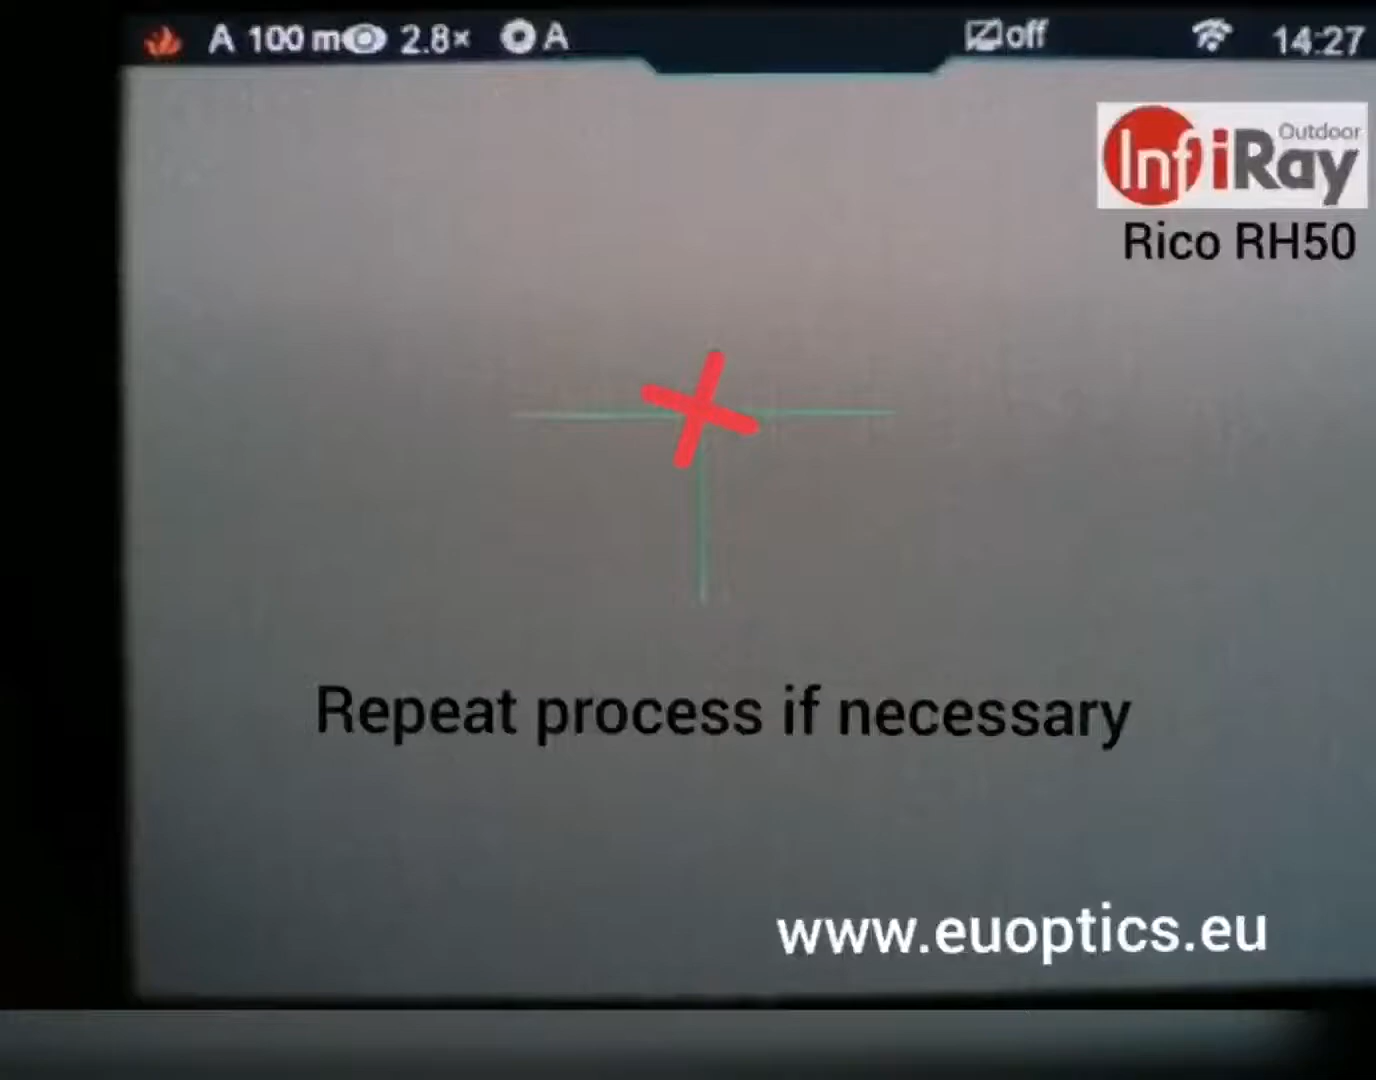 A 100 m 2.8× A off 14:27
Outdoor
InfiRay
Rico RH50
Repeat process if necessary
www.euoptics.eu